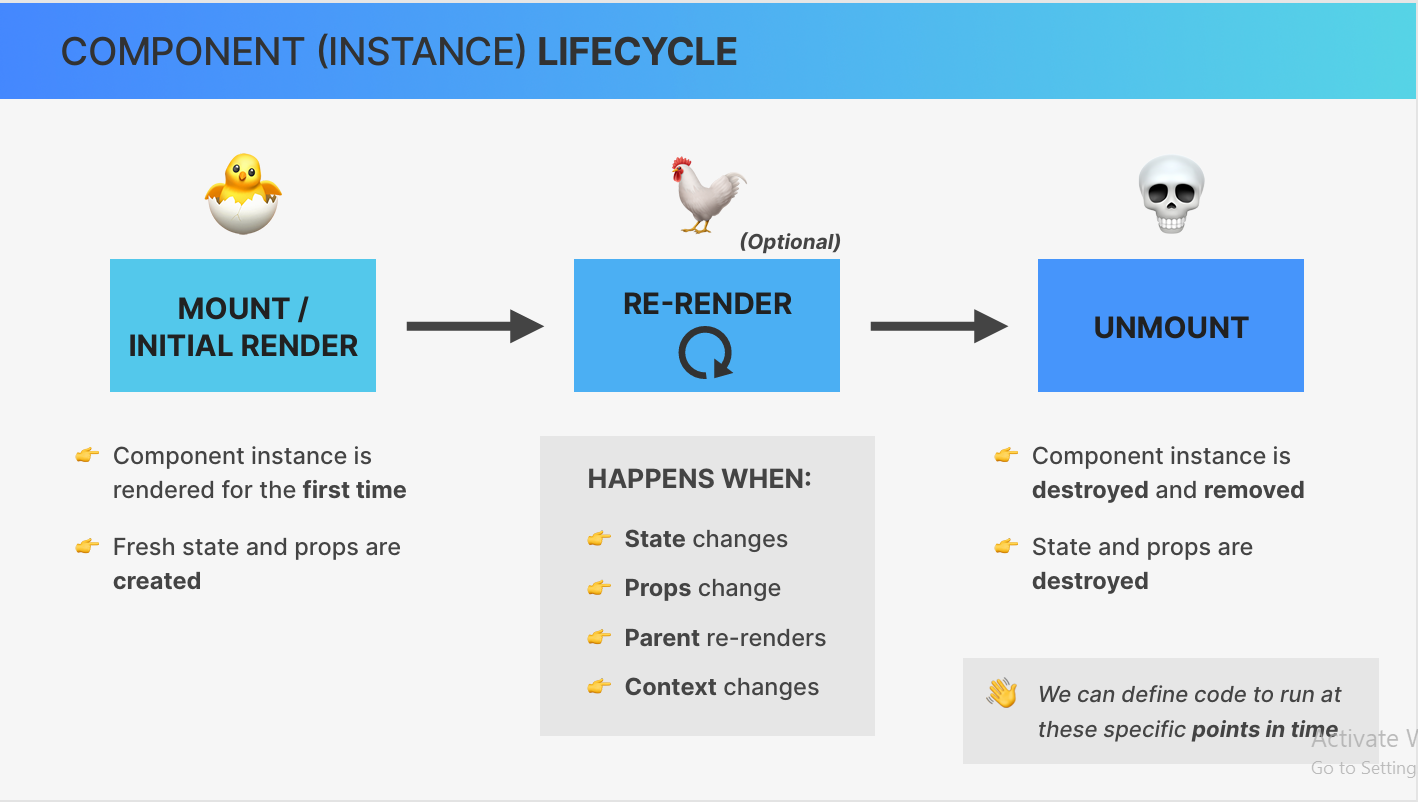 COMPONENT (INSTANCE) LIFECYCLE
MOUNT /
INITIAL RENDER
Component instance is
rendered for the first time
Fresh state and props are
created
(Optional)
RE-RENDER
HAPPENS WHEN:
State changes
Props change
Parent re-renders
Context changes
UNMOUNT
Component instance is
destroyed and removed
State and props are
destroyed
We can define code to run at
these specific points in time
Activate
Go to Setting